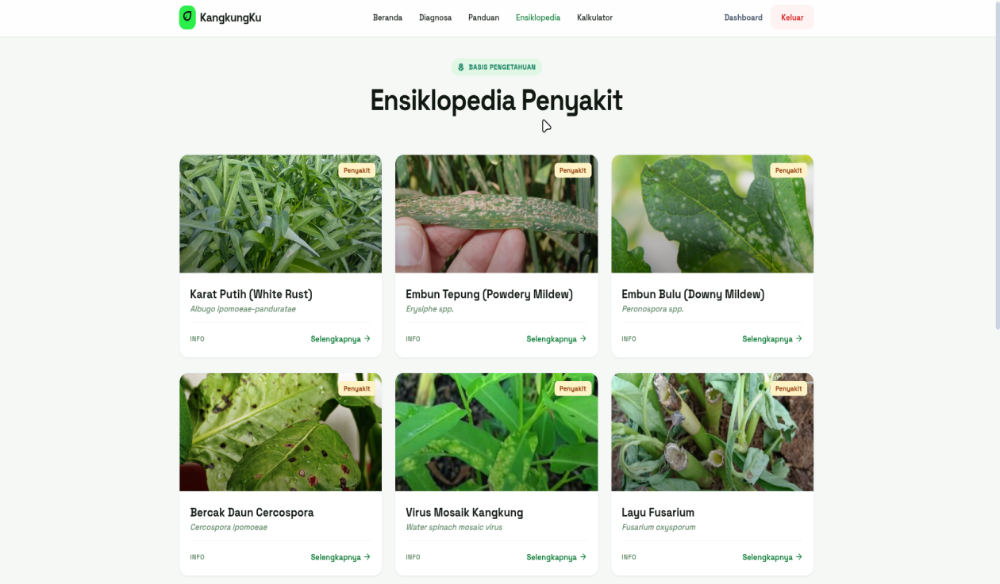 KangkungKu
Beranda
Diagnosa
Panduan
Ensiklopedia
Kalkulator
Dashboard
Keluar
BASIS PENGETAHUAN
Ensiklopedia Penyakit
Penyakit
Penyakit
Penyakit
Karat Putih (White Rust)
Albugo ipomoeae-panduratae
INFO
Selengkapnya →
Embun Tepung (Powdery Mildew)
Erysiphe spp.
INFO
Selengkapnya →
Embun Bulu (Downy Mildew)
Peronospora spp.
INFO
Selengkapnya →
Penyakit
Penyakit
Penyakit
Bercak Daun Cercospora
Cercospora ipomoeae
INFO
Selengkapnya →
Virus Mosaik Kangkung
Water spinach mosaic virus
INFO
Selengkapnya →
Layu Fusarium
Fusarium oxysporum
INFO
Selengkapnya →